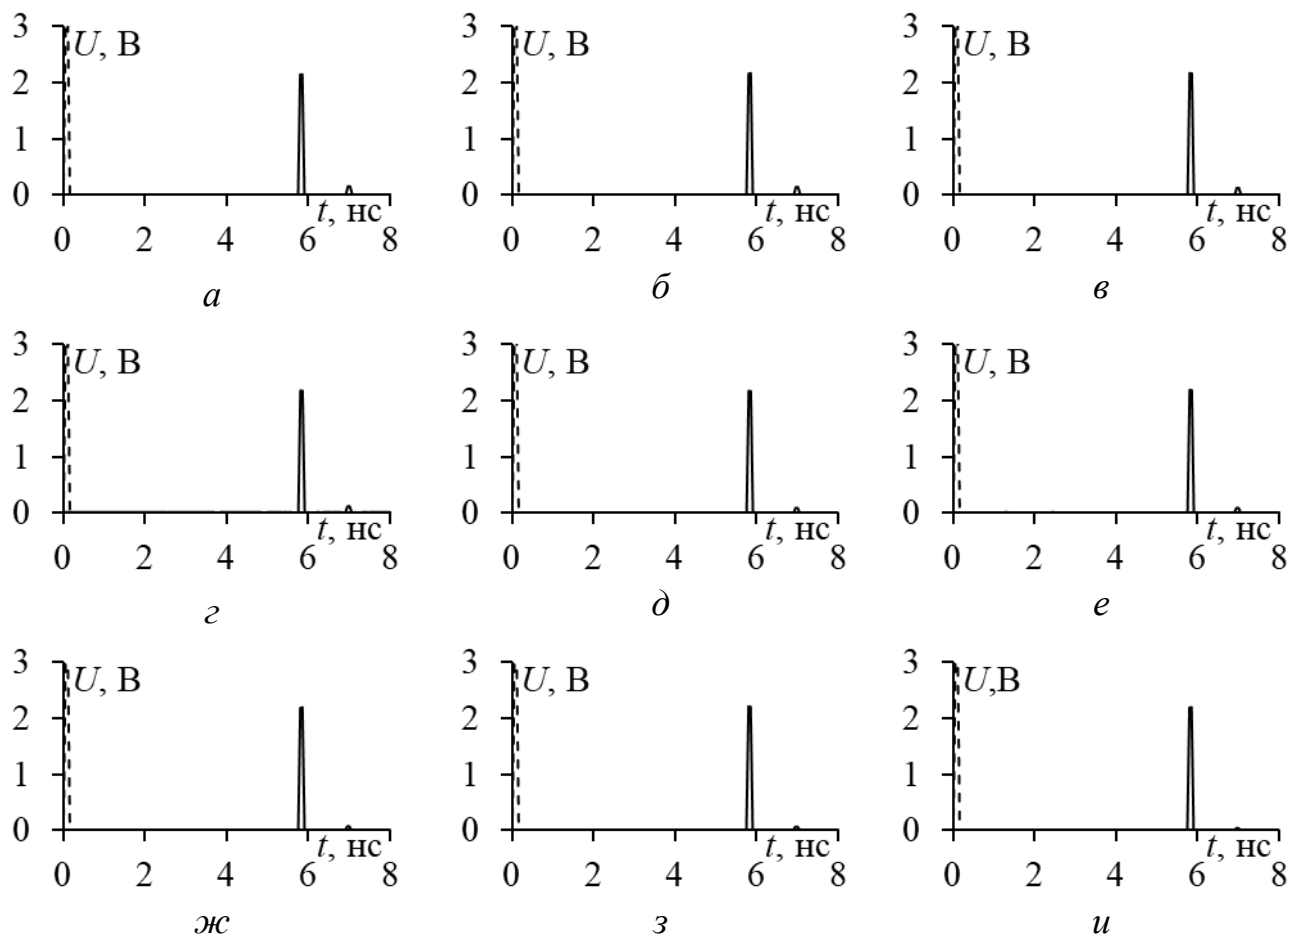 3 U, В 3 U, В 3 U, В
2 2 2
1 1 1
0 t, нс 0 t, нс 0 t, нс
0 2 4 6 8 0 2 4 6 8 0 2 4 6 8
а б в
3 U, В 3 U, В 3 U, В
2 2 2
1 1 1
0 t, нс 0 t, нс 0 t, нс
0 2 4 6 8 0 2 4 6 8 0 2 4 6 8
г д е
3 U, В 3 U, В 3 U,В
2 2 2
1 1 1
0 t, нс 0 t, нс 0 t, нс
0 2 4 6 8 0 2 4 6 8 0 2 4 6 8
ж з и